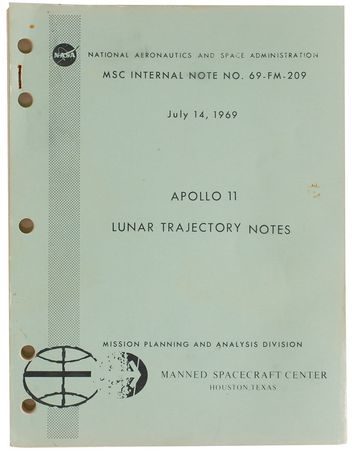 NASA
NATIONAL AERONAUTICS AND SPACE ADMINISTRATION
MSC INTERNAL NOTE NO. 69-FM-209
July 14, 1969
APOLLO 11
LUNAR TRAJECTORY NOTES
MISSION PLANNING AND ANALYSIS DIVISION
MANNED SPACECRAFT CENTER
HOUSTON, TEXAS